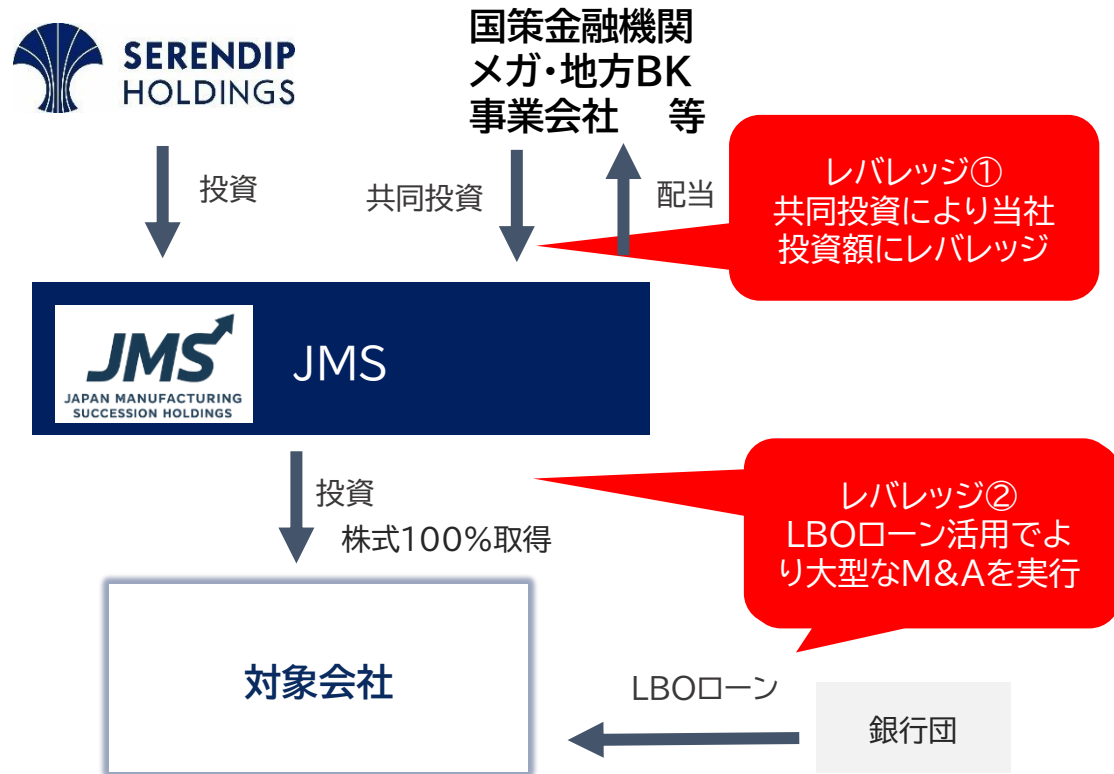 SERENDIP
HOLDINGS
国策金融機関
メガ・地方BK
事業会社　等
投資
共同投資
配当
レバレッジ①
共同投資により当社
投資額にレバレッジ
JMS
JAPAN MANUFACTURING
SUCCESSION HOLDINGS
JMS
投資
株式100%取得
レバレッジ②
LBOローン活用でよ
り大型なM&Aを実行
対象会社
LBOローン
銀行団